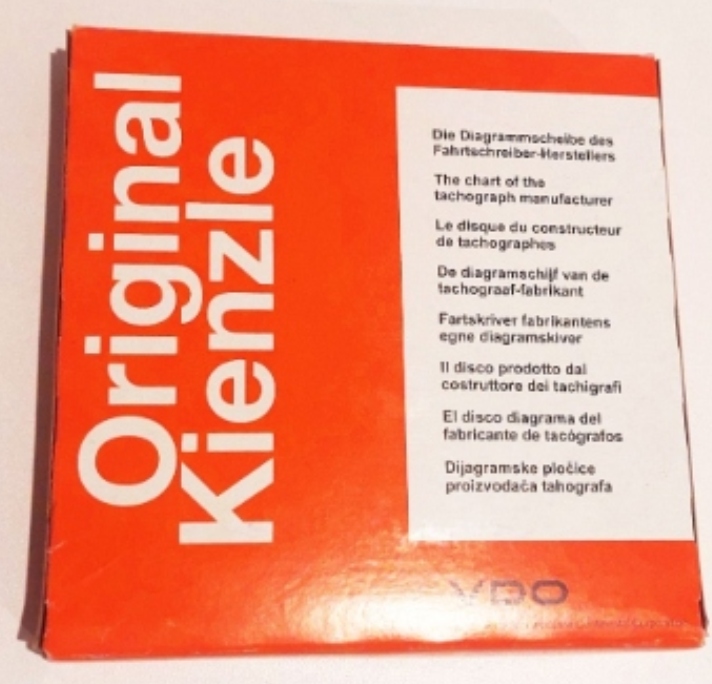 Original
Kienzle
Die Diagrammscheibe des
Fahrtschreiber-Herstellers
The chart of the
tachograph manufacturer
Le disque du constructeur
de tachographes
De diagramschijf van de
tachograaf-fabrikant
Fartskriver fabrikantens
egne diagramskiver
Il disco prodotto dal
costruttore dei tachigrafi
El disco diagrama del
fabricante de tacógrafos
Dijagramske pločice
proizvođača tahografa
VDO